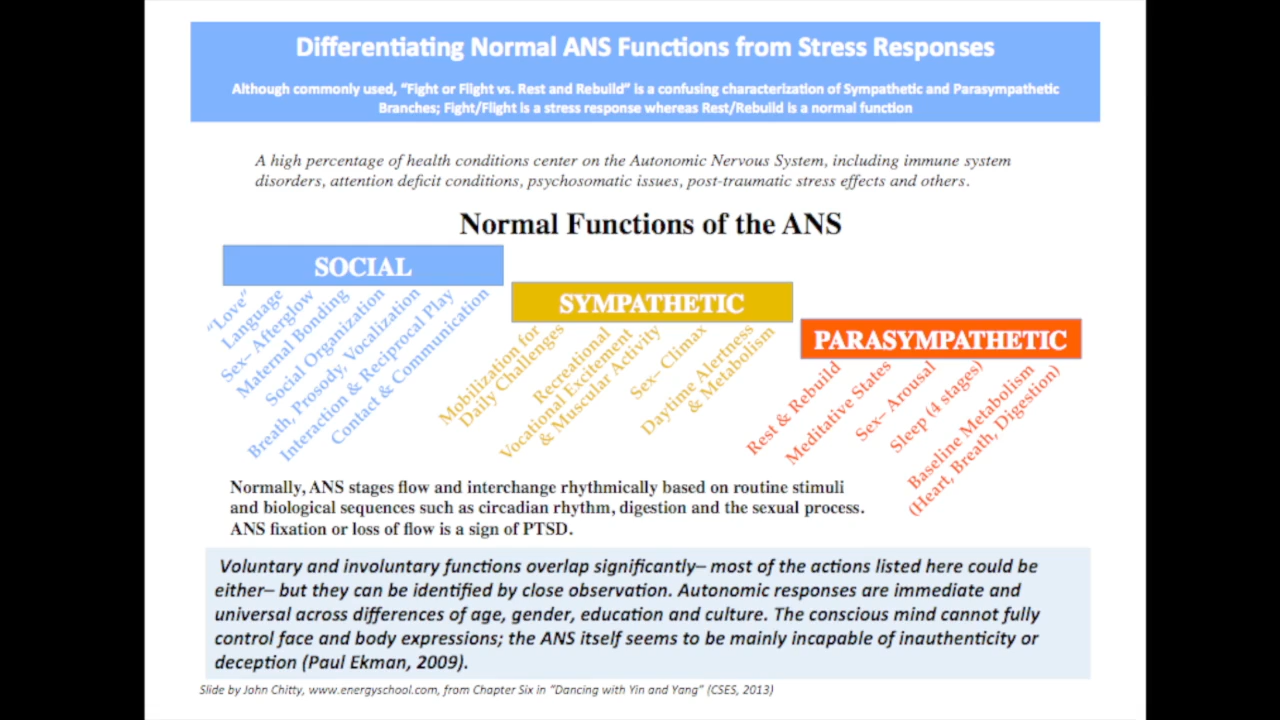 Differentiating Normal ANS Functions from Stress Responses
Although commonly used, "Fight or Flight vs. Rest and Rebuild" is a confusing characterization of Sympathetic and Parasympathetic
Branches; Fight/Flight is a stress response whereas Rest/Rebuild is a normal function
A high percentage of health conditions center on the Autonomic Nervous System, including immune system
disorders, attention deficit conditions, psychosomatic issues, post-traumatic stress effects and others.
Normal Functions of the ANS
SOCIAL
"Love"
Language
Sex– Afterglow
Maternal Bonding
Social Organization
Breath, Prosody, Vocalization
Interaction & Reciprocal Play
Contact & Communication
SYMPATHETIC
Mobilization for
Daily Challenges
Recreational
Vocational Excitement
& Muscular Activity
Sex– Climax
Daytime Alertness
& Metabolism
PARASYMPATHETIC
Rest & Rebuild
Meditative States
Sex– Arousal
Sleep (4 stages)
Baseline Metabolism
(Heart, Breath, Digestion)
Normally, ANS stages flow and interchange rhythmically based on routine stimuli
and biological sequences such as circadian rhythm, digestion and the sexual process.
ANS fixation or loss of flow is a sign of PTSD.
Voluntary and involuntary functions overlap significantly– most of the actions listed here could be
either– but they can be identified by close observation. Autonomic responses are immediate and
universal across differences of age, gender, education and culture. The conscious mind cannot fully
control face and body expressions; the ANS itself seems to be mainly incapable of inauthenticity or
deception (Paul Ekman, 2009).
Slide by John Chitty, www.energyschool.com, from Chapter Six in "Dancing with Yin and Yang" (CSES, 2013)